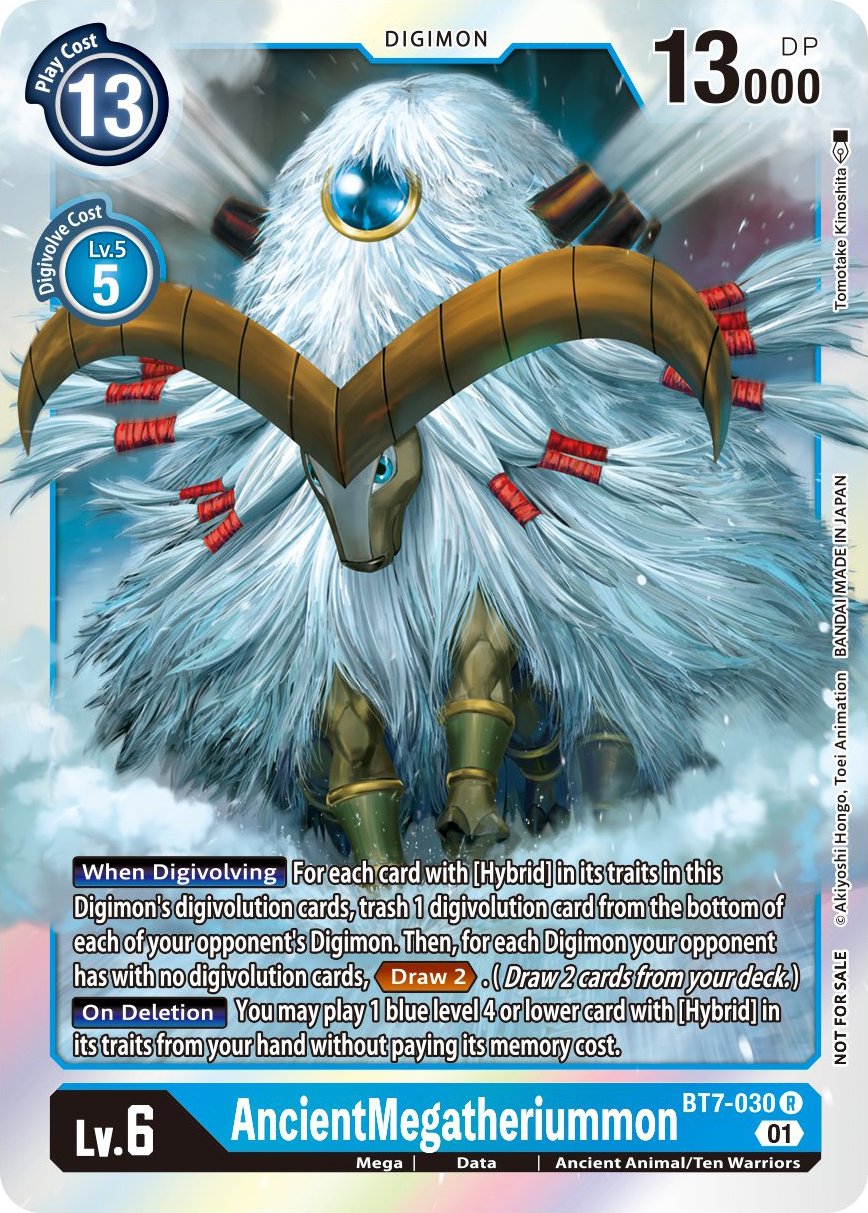 DIGIMON
Play Cost
13
DP
13000
Digivolve Cost
Lv.5
5
Tomotake Kinoshita
©Akiyoshi Hongo, Toei Animation BANDAI MADE IN JAPAN
NOT FOR SALE
When Digivolving For each card with [Hybrid] in its traits in this
Digimon's digivolution cards, trash 1 digivolution card from the bottom of
each of your opponent's Digimon. Then, for each Digimon your opponent
has with no digivolution cards, Draw 2 . (Draw 2 cards from your deck.)
On Deletion You may play 1 blue level 4 or lower card with [Hybrid] in
its traits from your hand without paying its memory cost.
Lv.6
AncientMegatheriummon
BT7-030 R
01
Mega | Data | Ancient Animal/Ten Warriors